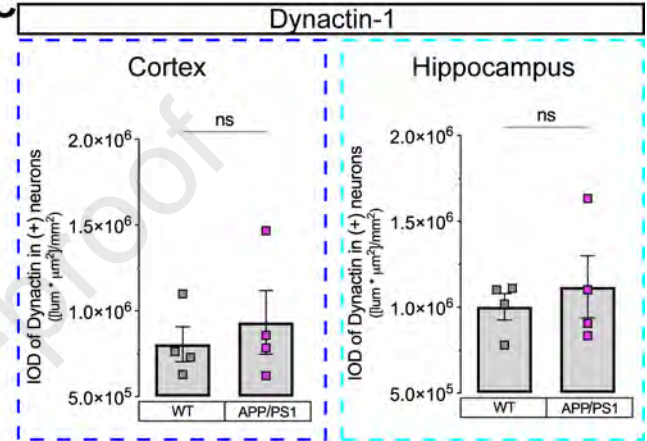 Dynactin-1
Cortex
ns
IOD of Dynactin in (+) neurons
([lum * µm²]/mm²)
2.0×10⁶
1.5×10⁶
1.0×10⁶
5.0×10⁵
WT
APP/PS1
Hippocampus
ns
IOD of Dynactin in (+) neurons
([lum * µm²]/mm²)
2.0×10⁶
1.5×10⁶
1.0×10⁶
5.0×10⁵
WT
APP/PS1
proof